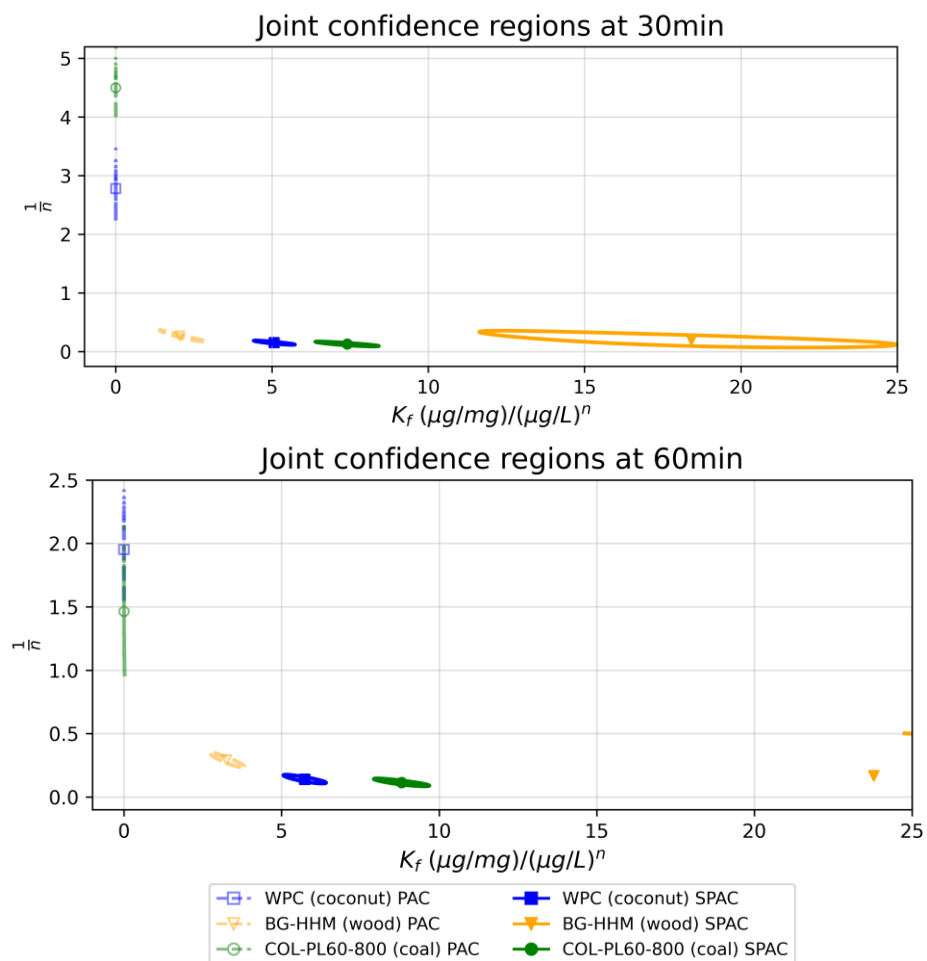 Joint confidence regions at 30min
5
4
3
2
1
0
1/n
0 5 10 15 20 25
K_f (μg/mg)/(μg/L)^n
Joint confidence regions at 60min
2.5
2.0
1.5
1.0
0.5
0.0
1/n
0 5 10 15 20 25
K_f (μg/mg)/(μg/L)^n
WPC (coconut) PAC
BG-HHM (wood) PAC
COL-PL60-800 (coal) PAC
WPC (coconut) SPAC
BG-HHM (wood) SPAC
COL-PL60-800 (coal) SPAC